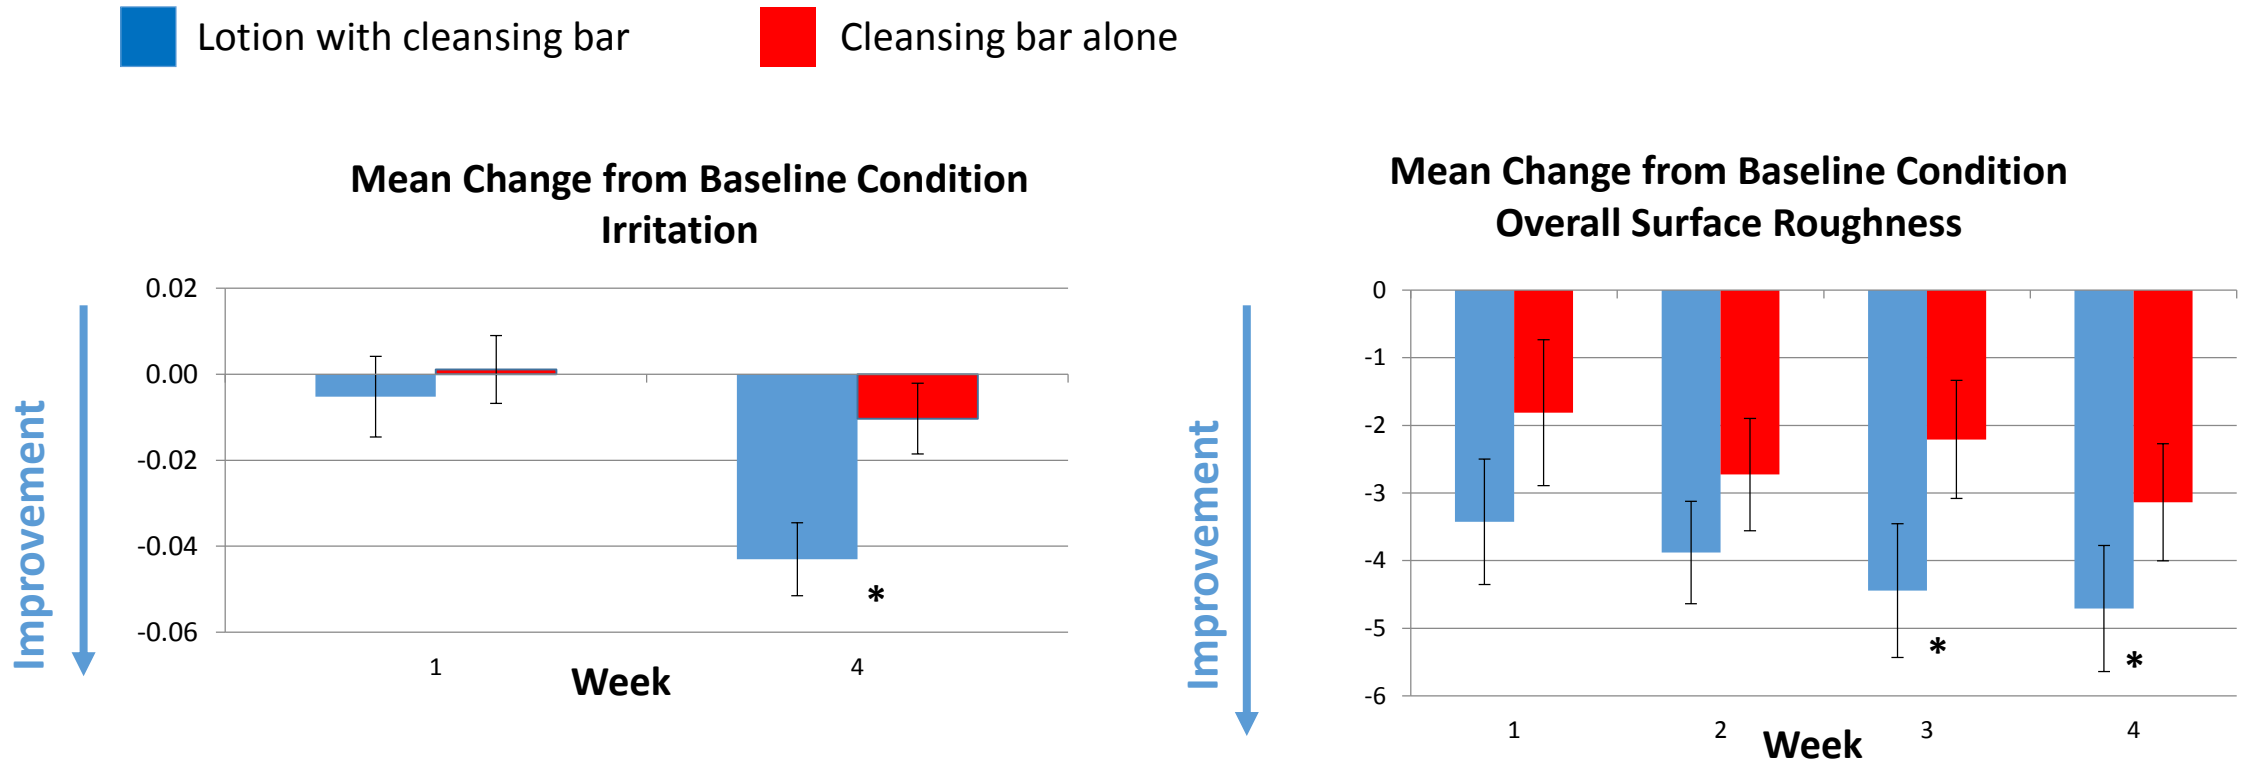 Lotion with cleansing bar
Cleansing bar alone
Mean Change from Baseline Condition
Irritation
0.02
0.00
-0.02
-0.04
-0.06
1
4
Week
Improvement
Mean Change from Baseline Condition
Overall Surface Roughness
0
-1
-2
-3
-4
-5
-6
1
2
3
4
Week
Improvement
*
*
*